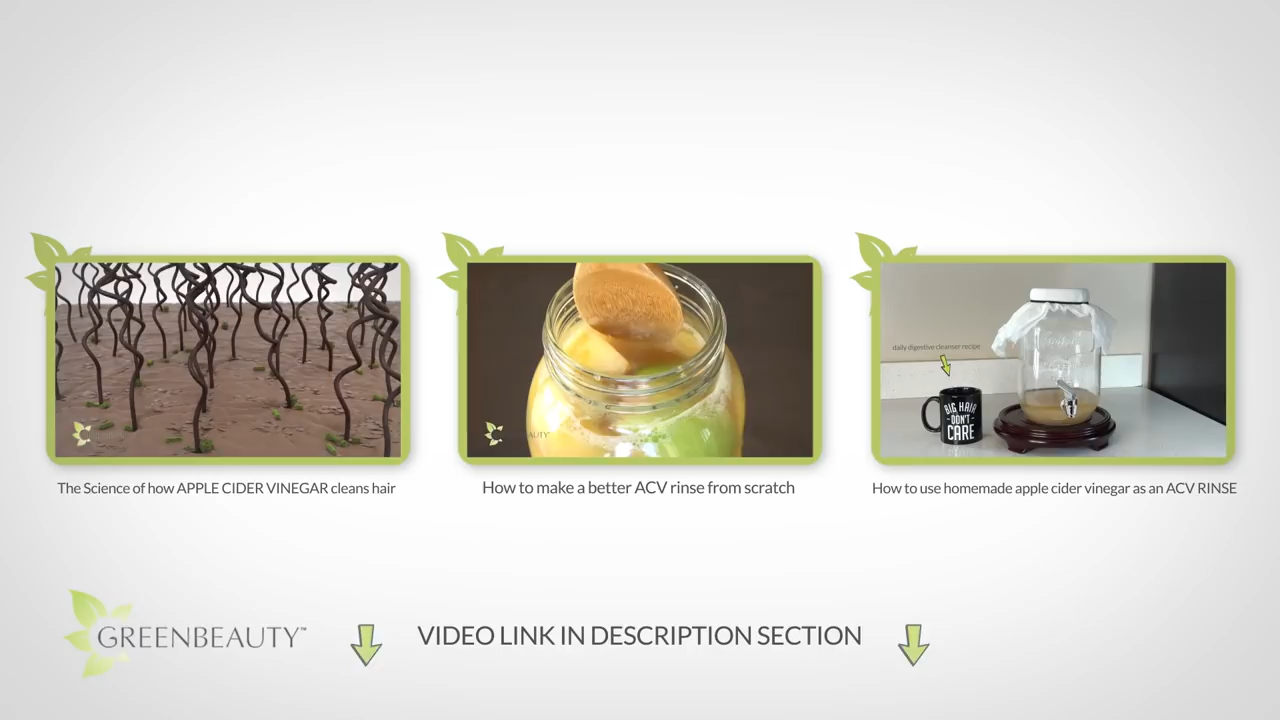 daily digestive cleanser recipe
BIG HAIR
DON'T
CARE
The Science of how APPLE CIDER VINEGAR cleans hair
How to make a better ACV rinse from scratch
How to use homemade apple cider vinegar as an ACV RINSE
GREENBEAUTY™
VIDEO LINK IN DESCRIPTION SECTION